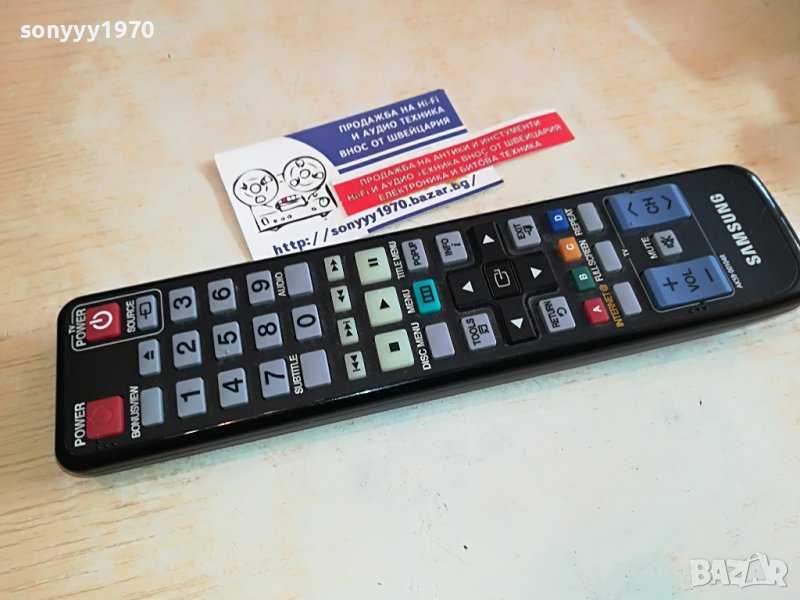 sonyyy1970
ПРОДАЖБА НА Hi-Fi
И АУДИО ТЕХНИКА
ВНОС ОТ ШВЕЙЦАРИЯ
ПРОДАЖБА НА АНТИКИ И ИНСТУМЕНТИ
Hi-Fi И АУДИО ТЕХНИКА ВНОС ОТ ШВЕЙЦАРИЯ
ЕЛЕКТРОНИКА И БИТОВА ТЕХНИКА
http://sonyyy1970.bazar.bg/
POWER
TV
POWER
BONUSVIEW
SOURCE
1 2 3
4 5 6
7 8 9
SUBTITLE 0 AUDIO
DISC MENU MENU TITLE MENU
TOOLS INFO
POPUP
RETURN EXIT
A B C D
INTERNET@ FULLSCREEN REPEAT
TV
VOL MUTE CH
+
-
SAMSUNG
BAZAR